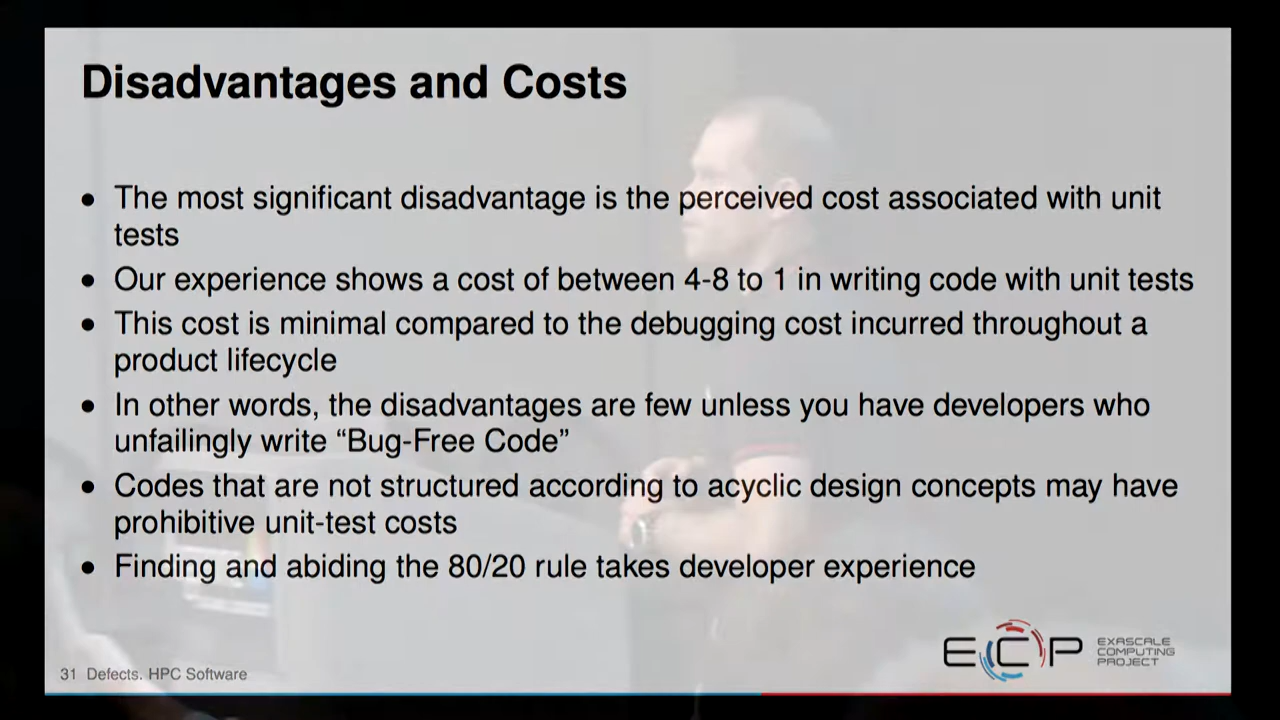 Disadvantages and Costs
● The most significant disadvantage is the perceived cost associated with unit
tests
● Our experience shows a cost of between 4-8 to 1 in writing code with unit tests
● This cost is minimal compared to the debugging cost incurred throughout a
product lifecycle
● In other words, the disadvantages are few unless you have developers who
unfailingly write “Bug-Free Code”
● Codes that are not structured according to acyclic design concepts may have
prohibitive unit-test costs
● Finding and abiding the 80/20 rule takes developer experience
ECP
EXASCALE
COMPUTING
PROJECT
31 Defects. HPC Software